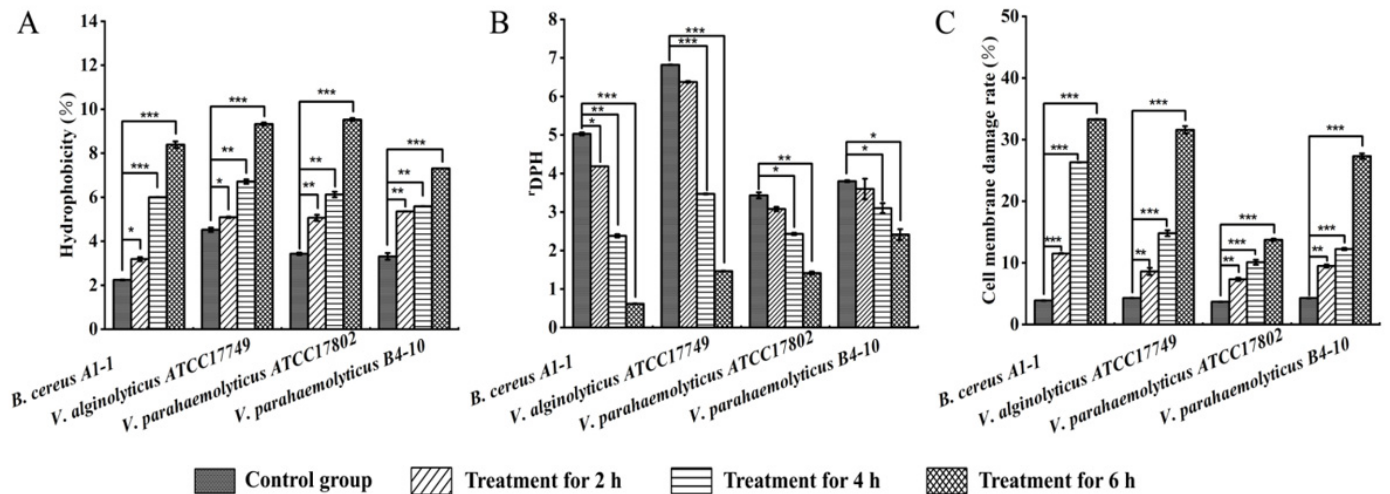 A
Hydrophobicity (%)
14
12
10
8
6
4
2
0
*
***
***
*
**
***
**
**
***
**
**
***
B. cereus A1-1
V. alginolyticus ATCC17749
V. parahaemolyticus ATCC17802
V. parahaemolyticus B4-10
B
rDPH
8
7
6
5
4
3
2
1
0
***
**
*
***
***
**
*
*
*
B. cereus A1-1
V. alginolyticus ATCC17749
V. parahaemolyticus ATCC17802
V. parahaemolyticus B4-10
C
Cell membrane damage rate (%)
50
40
30
20
10
0
***
***
***
***
***
**
***
***
**
***
***
**
B. cereus A1-1
V. alginolyticus ATCC17749
V. parahaemolyticus ATCC17802
V. parahaemolyticus B4-10
Control group
Treatment for 2 h
Treatment for 4 h
Treatment for 6 h